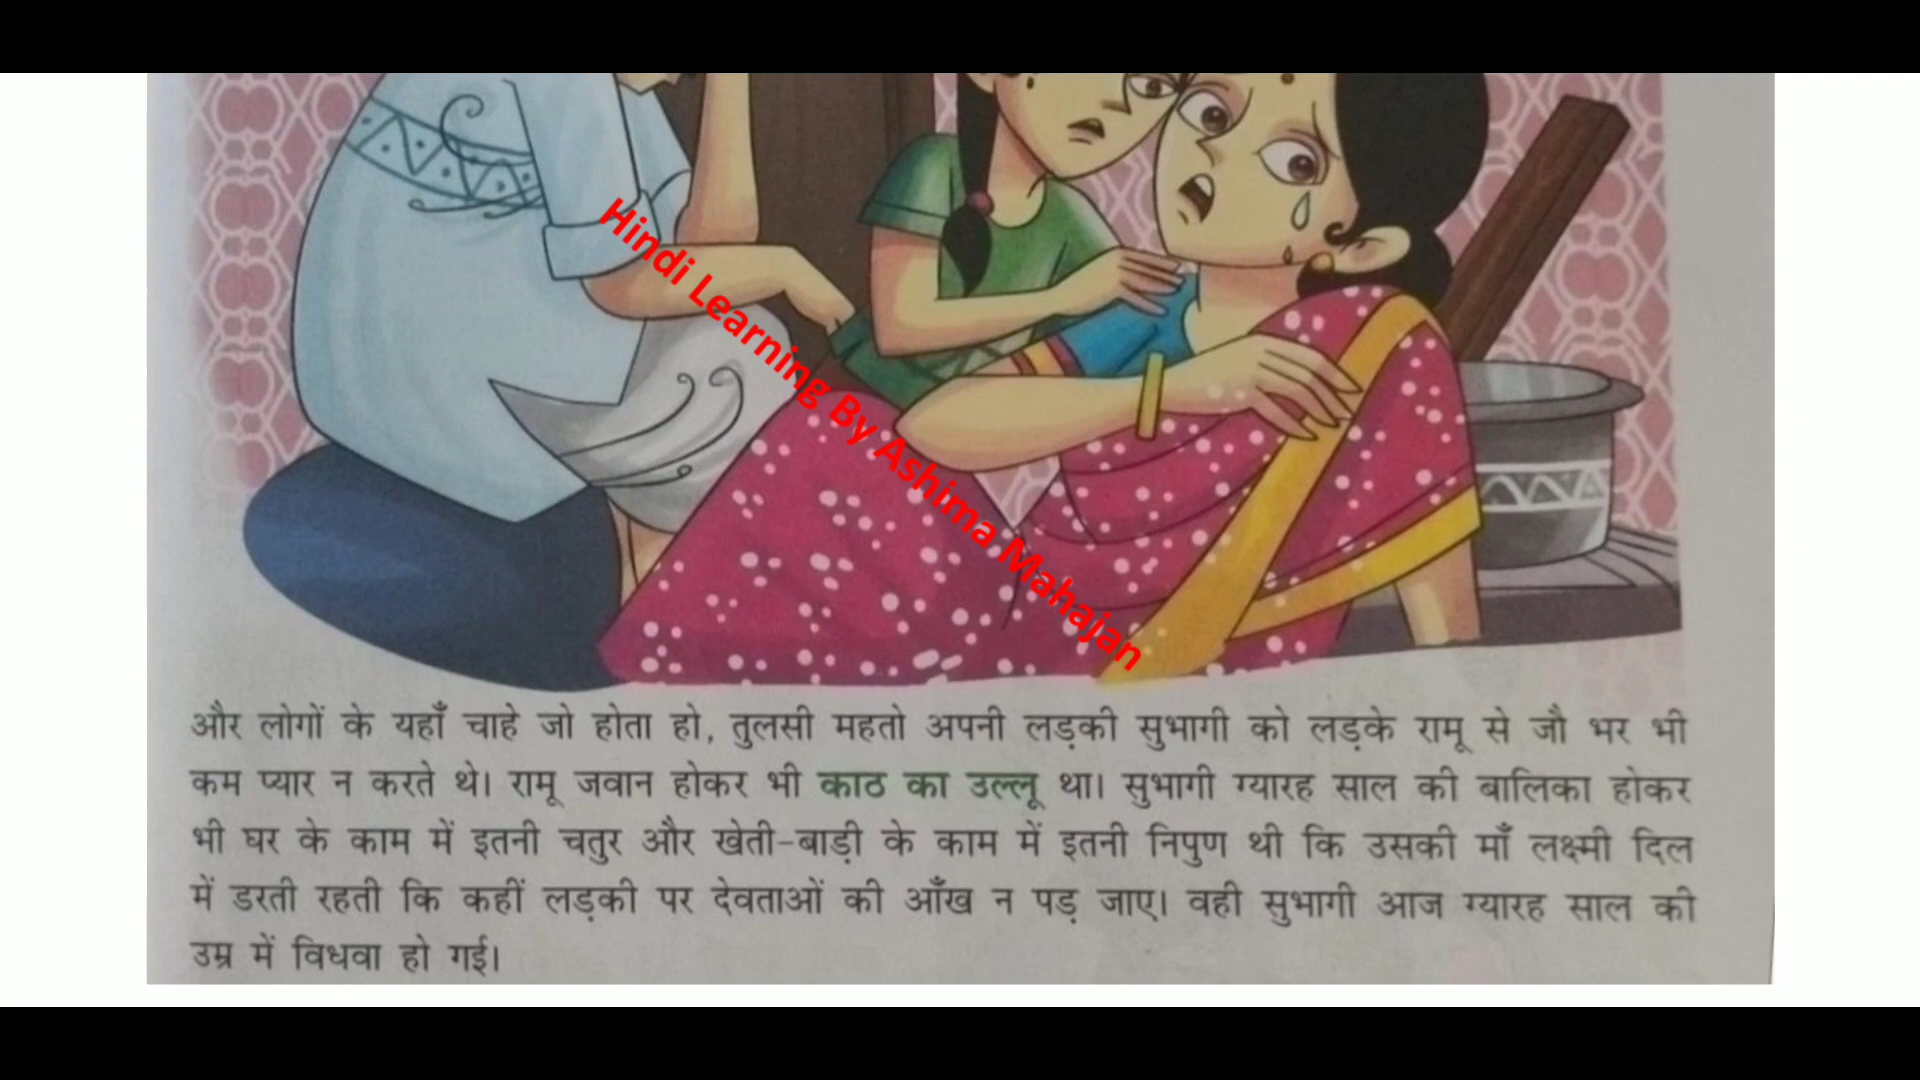 Hindi Learning By Ashima Mahajan
और लोगों के यहाँ चाहे जो होता हो, तुलसी महतो अपनी लड़की सुभागी को लड़के रामू से जौ भर भी
कम प्यार न करते थे। रामू जवान होकर भी काठ का उल्लू था। सुभागी ग्यारह साल की बालिका होकर
भी घर के काम में इतनी चतुर और खेती-बाड़ी के काम में इतनी निपुण थी कि उसकी माँ लक्ष्मी दिल
में डरती रहती कि कहीं लड़की पर देवताओं की आँख न पड़ जाए। वही सुभागी आज ग्यारह साल की
उम्र में विधवा हो गई।